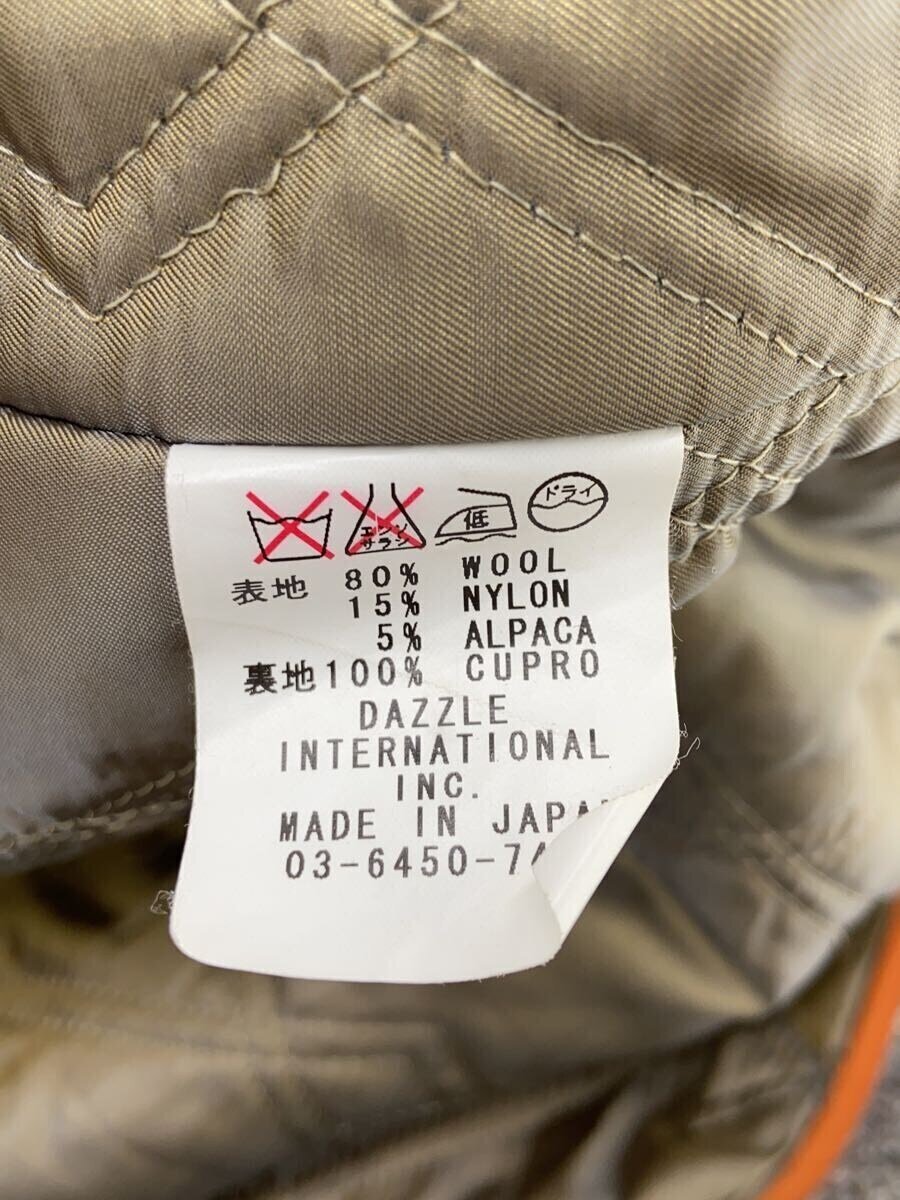 エンソ
サラシ
低
ドライ
表地 80% WOOL
15% NYLON
5% ALPACA
裏地100% CUPRO
DAZZLE
INTERNATIONAL
INC.
MADE IN JAPAN
03-6450-7